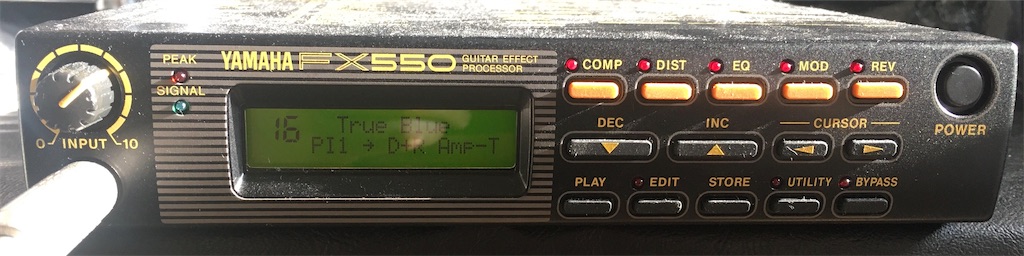 PEAK
SIGNAL
0 INPUT 10
YAMAHA FX550 GUITAR EFFECT
PROCESSOR
16 True Blue
PI1 → D+R Amp-T
COMP DIST EQ MOD REV
DEC INC CURSOR
PLAY EDIT STORE UTILITY BYPASS
POWER